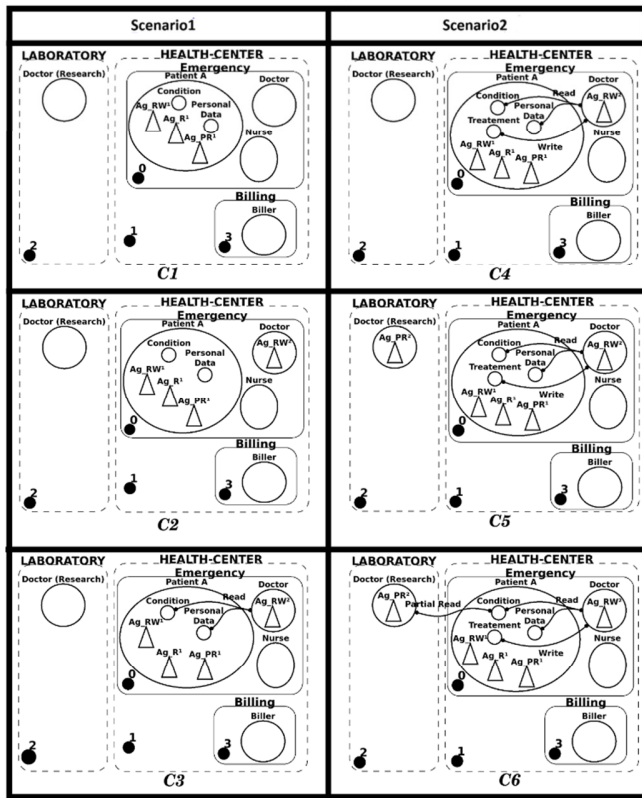 Scenario1
Scenario2
LABORATORY
Doctor (Research)
HEALTH-CENTER
Emergency
Patient A
Condition
Ag_RW¹
Personal
Data
Ag_R¹
Ag_PR¹
Doctor
Nurse
0
Billing
Biller
2
1
3
C1
LABORATORY
Doctor (Research)
HEALTH-CENTER
Emergency
Patient A
Condition
Read
Doctor
Ag_RW²
Treatement
Personal
Data
Nurse
Ag_RW¹
Ag_R¹
Ag_PR¹
Write
0
Billing
Biller
2
1
3
C4
LABORATORY
Doctor (Research)
HEALTH-CENTER
Emergency
Patient A
Condition
Personal
Data
Doctor
Ag_RW²
Ag_RW¹
Ag_R¹
Ag_PR¹
Nurse
0
Billing
Biller
2
1
3
C2
LABORATORY
Doctor (Research)
Ag_PR²
HEALTH-CENTER
Emergency
Patient A
Condition
Read
Doctor
Ag_RW²
Treatement
Personal
Data
Nurse
Ag_RW¹
Ag_R¹
Ag_PR¹
Write
0
Billing
Biller
2
1
3
C5
LABORATORY
Doctor (Research)
HEALTH-CENTER
Emergency
Patient A
Condition
Read
Personal
Data
Doctor
Ag_RW²
Ag_RW¹
Ag_R¹
Ag_PR¹
Nurse
0
Billing
Biller
2
1
3
C3
LABORATORY
Doctor (Research)
Ag_PR²
Partial Read
HEALTH-CENTER
Emergency
Patient A
Condition
Read
Doctor
Ag_RW²
Treatement
Personal
Data
Nurse
Ag_RW¹
Ag_R¹
Ag_PR¹
Write
0
Billing
Biller
2
1
3
C6